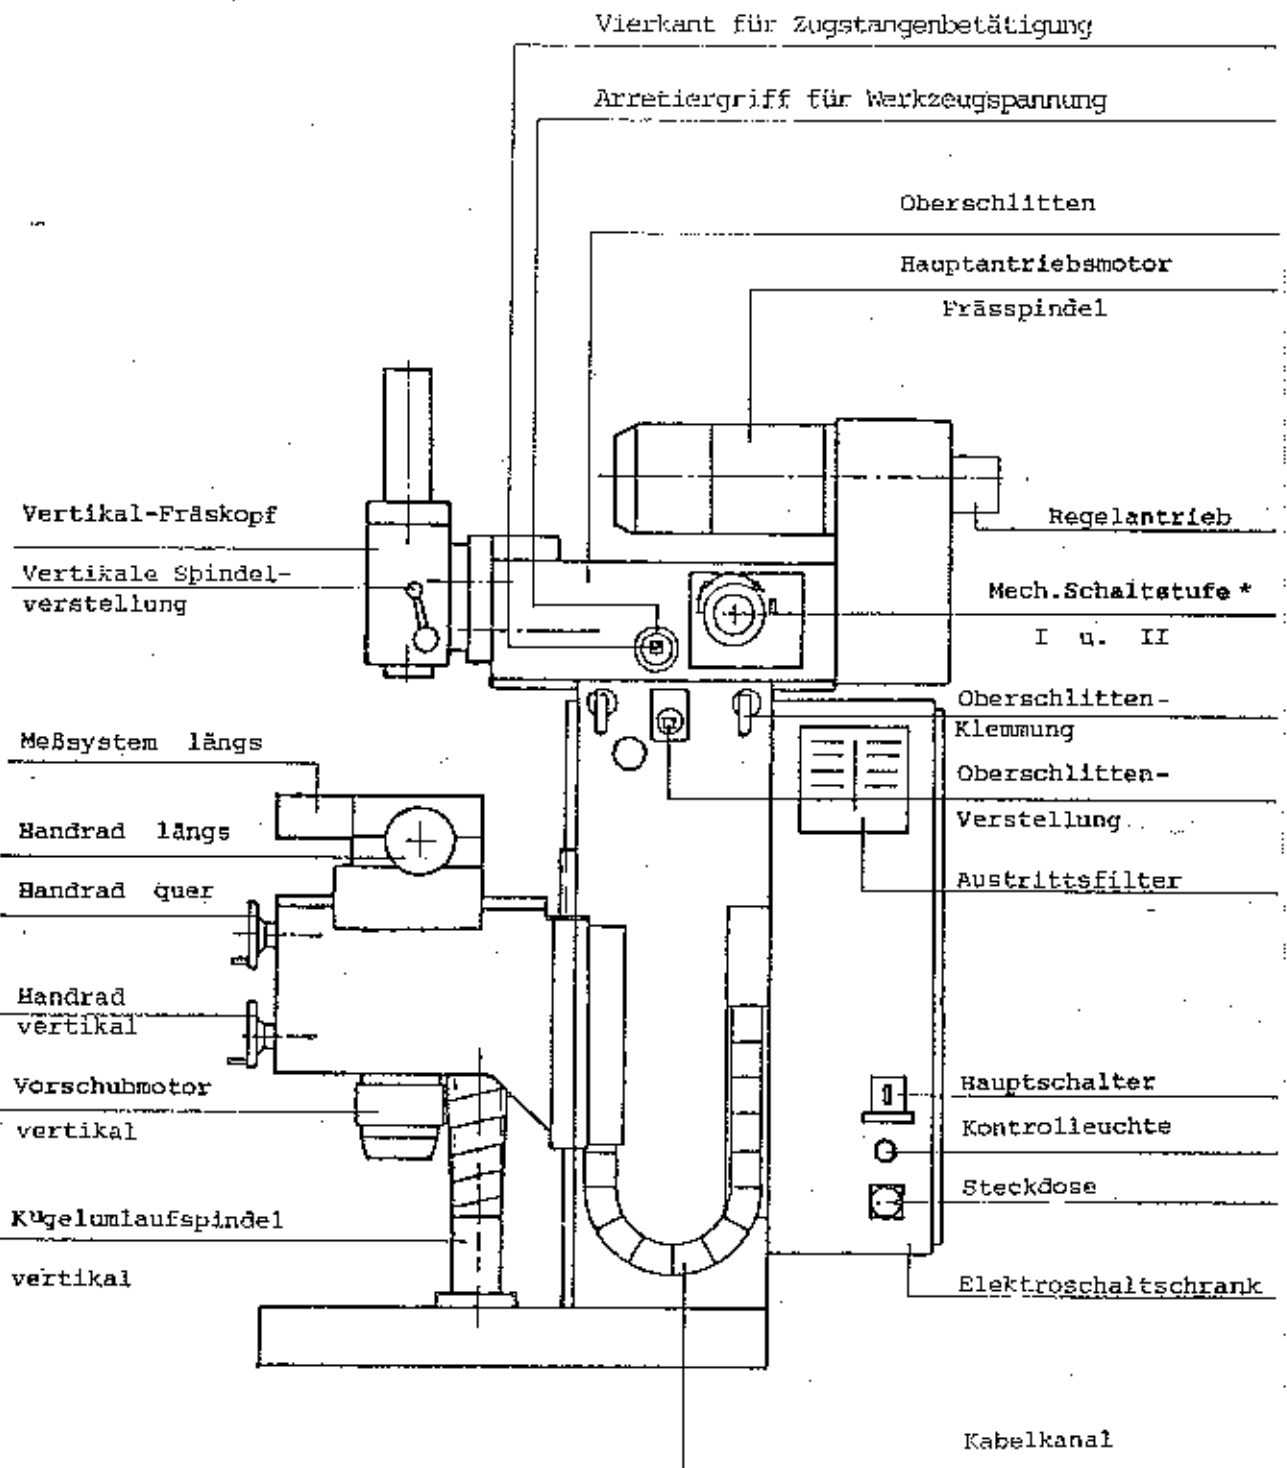 Vierkant für Zugstangenbetätigung
Arretiergriff für Werkzeugspannung
Oberschlitten
Hauptantriebsmotor
Frässpindel
Vertikal-Fräskopf
Vertikale Spindel-
verstellung
Regelantrieb
Mech.Schaltstufe *
I u. II
Oberschlitten-
Klemmung
Meßsystem längs
Oberschlitten-
Verstellung
Handrad längs
Handrad quer
Austrittsfilter
Handrad
vertikal
Vorschubmotor
vertikal
Hauptschalter
Kontrolleuchte
Steckdose
Kugelumlaufspindel
vertikal
Elektroschaltschrank
Kabelkanal